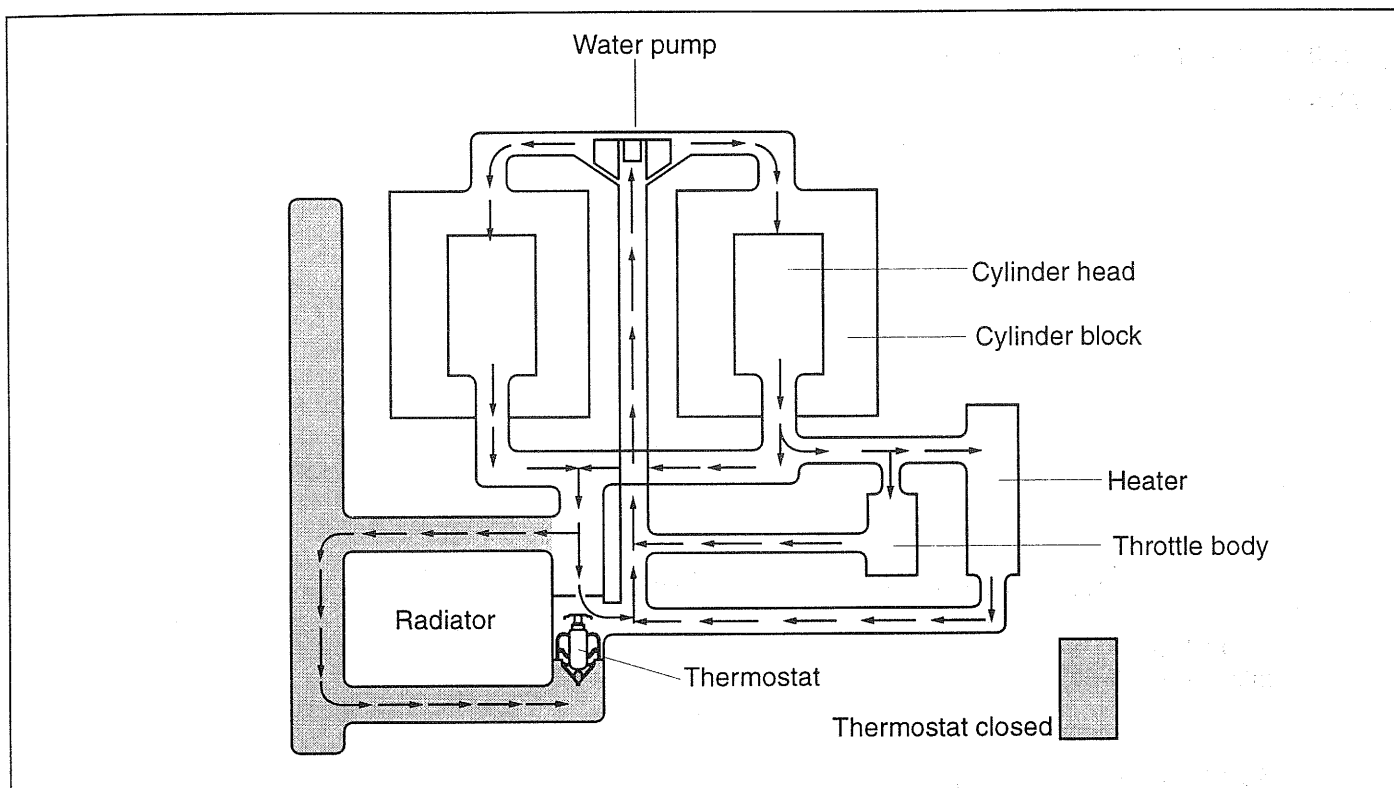 Water pump
Cylinder head
Cylinder block
Heater
Throttle body
Radiator
Thermostat
Thermostat closed